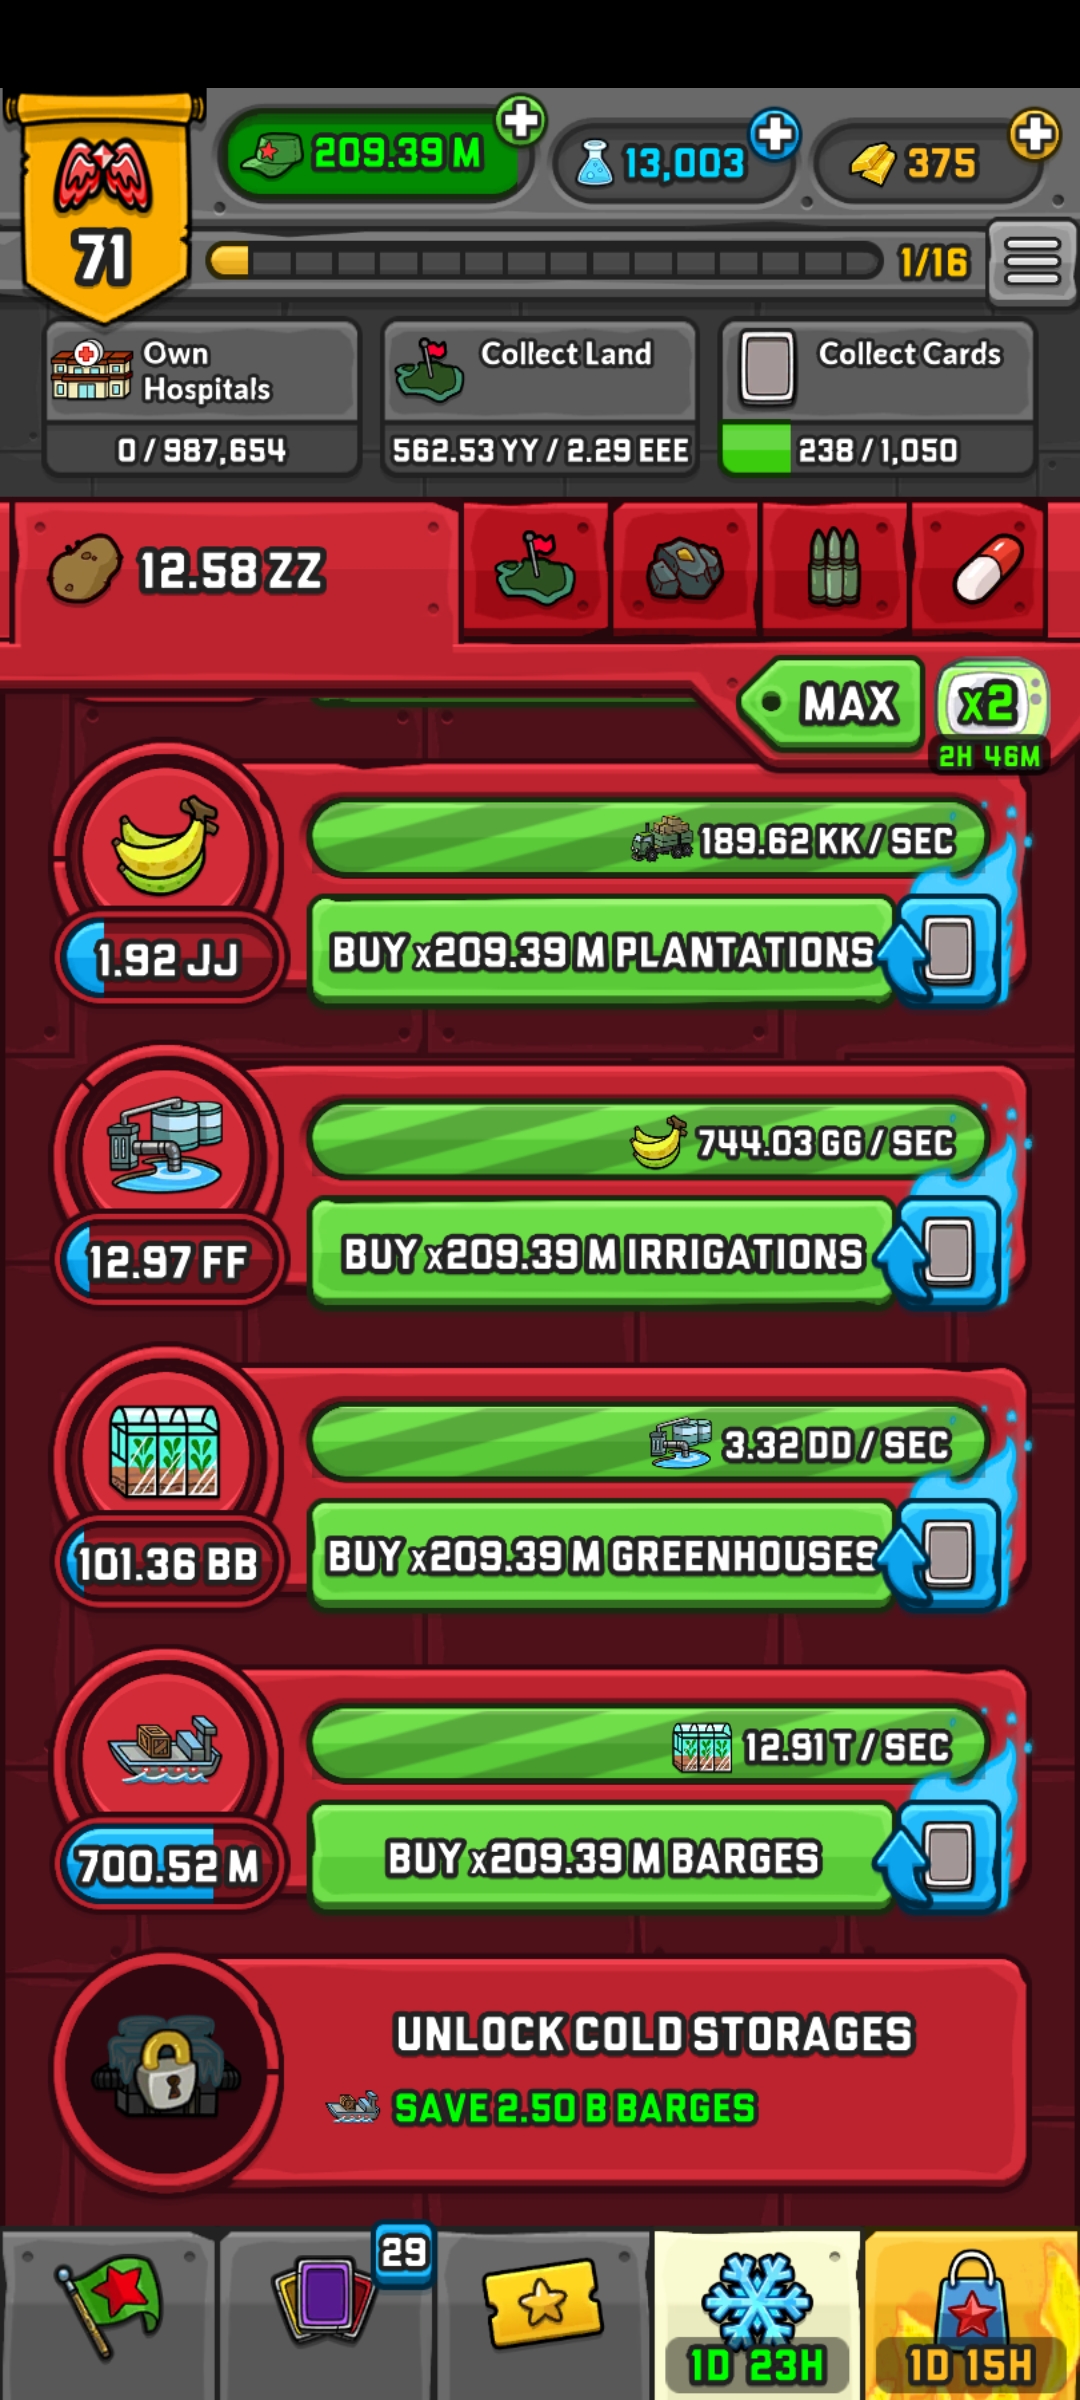 209.39 M
13,003
375
71
1/16
Own
Hospitals
0 / 987,654
Collect Land
562.53 YY / 2.29 EEE
Collect Cards
238 / 1,050
12.58 ZZ
MAX
x2
2H 46M
189.62 KK / SEC
1.92 JJ
BUY x209.39 M PLANTATIONS
744.03 GG / SEC
12.97 FF
BUY x209.39 M IRRIGATIONS
3.32 DD / SEC
101.36 BB
BUY x209.39 M GREENHOUSES
12.91 T / SEC
700.52 M
BUY x209.39 M BARGES
UNLOCK COLD STORAGES
SAVE 2.50 B BARGES
29
1D 23H
1D 15H